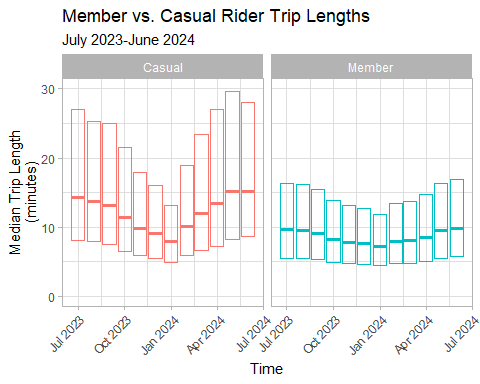 Member vs. Casual Rider Trip Lengths
July 2023-June 2024
Casual
Member
Median Trip Length
(minutes)
30
20
10
0
Jul 2023
Oct 2023
Jan 2024
Apr 2024
Jul 2024
Jul 2023
Oct 2023
Jan 2024
Apr 2024
Jul 2024
Time